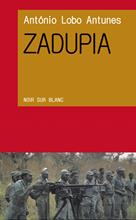 António Lobo Antunes
ZADUPIA
NOIR SUR BLANC